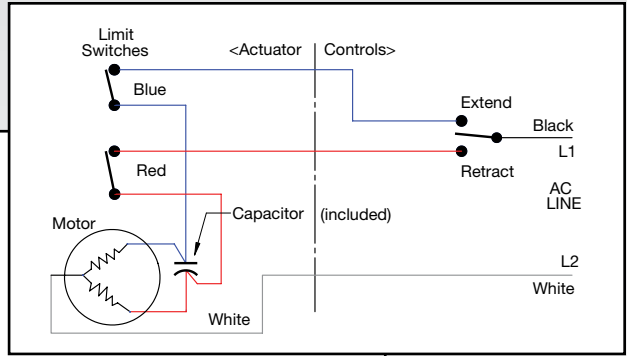 Limit
Switches
<Actuator
Controls>
Blue
Extend
Black
L1
Red
Retract
AC
LINE
Motor
Capacitor
(included)
L2
White
White